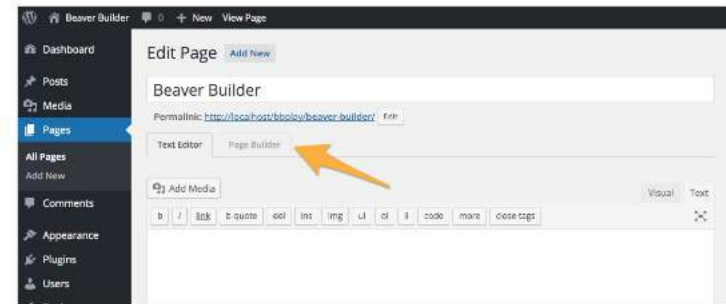 Beaver Builder 0 + New View Page
Dashboard
Posts
Media
Pages
All Pages
Add New
Comments
Appearance
Plugins
Users
Edit Page Add New
Beaver Builder
Permalink: http://localhost/bbplay/beaver-builder/ Edit
Text Editor Page Builder
Add Media
Visual Text
b i link b-quote del ins img ul ol li code more close tags